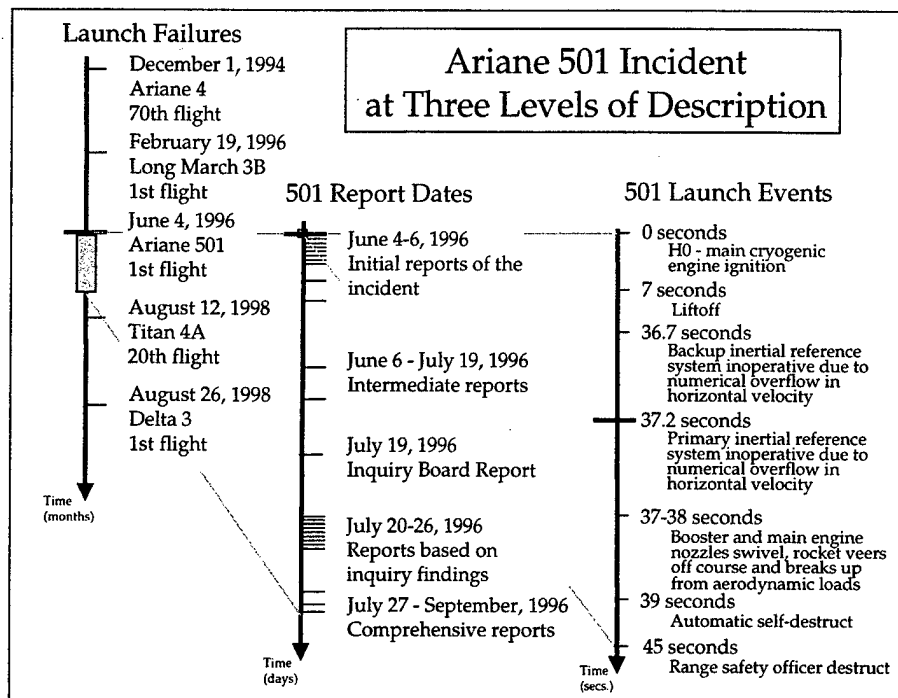 Ariane 501 Incident
at Three Levels of Description
Launch Failures
December 1, 1994
Ariane 4
70th flight
February 19, 1996
Long March 3B
1st flight
June 4, 1996
Ariane 501
1st flight
August 12, 1998
Titan 4A
20th flight
August 26, 1998
Delta 3
1st flight
Time
(months)
501 Report Dates
June 4-6, 1996
Initial reports of the
incident
June 6 - July 19, 1996
Intermediate reports
July 19, 1996
Inquiry Board Report
July 20-26, 1996
Reports based on
inquiry findings
July 27 - September, 1996
Comprehensive reports
Time
(days)
501 Launch Events
0 seconds
H0 - main cryogenic
engine ignition
7 seconds
Liftoff
36.7 seconds
Backup inertial reference
system inoperative due to
numerical overflow in
horizontal velocity
37.2 seconds
Primary inertial reference
system inoperative due to
numerical overflow in
horizontal velocity
37-38 seconds
Booster and main engine
nozzles swivel, rocket veers
off course and breaks up
from aerodynamic loads
39 seconds
Automatic self-destruct
45 seconds
Range safety officer destruct
Time
(secs.)